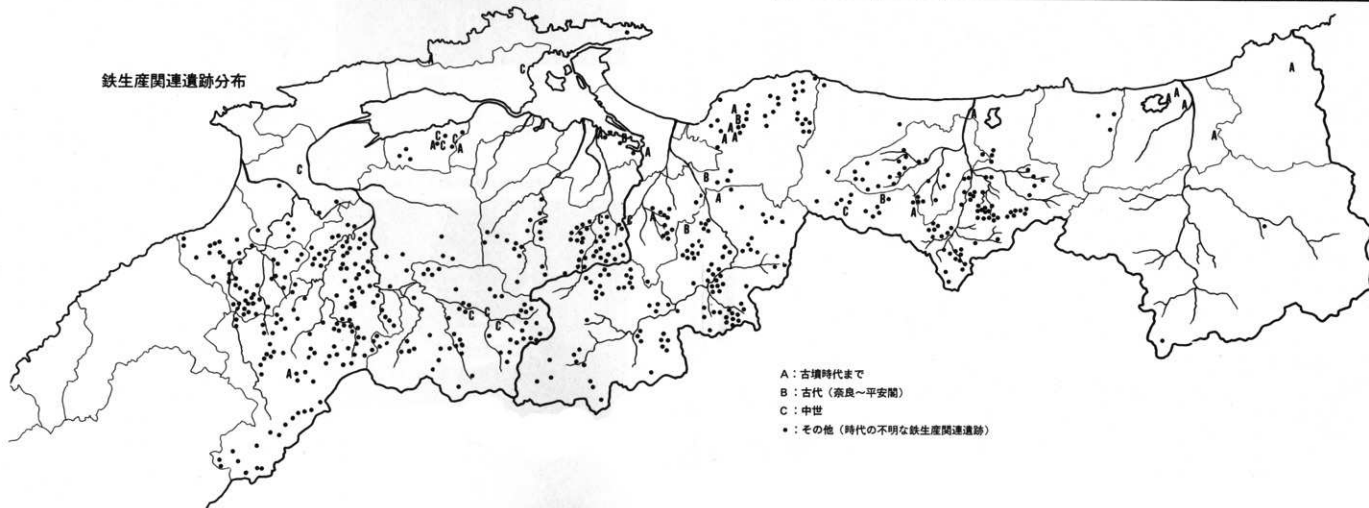 鉄生産関連遺跡分布
A：古墳時代まで
B：古代（奈良〜平安閣）
C：中世
•：その他（時代の不明な鉄生産関連遺跡）